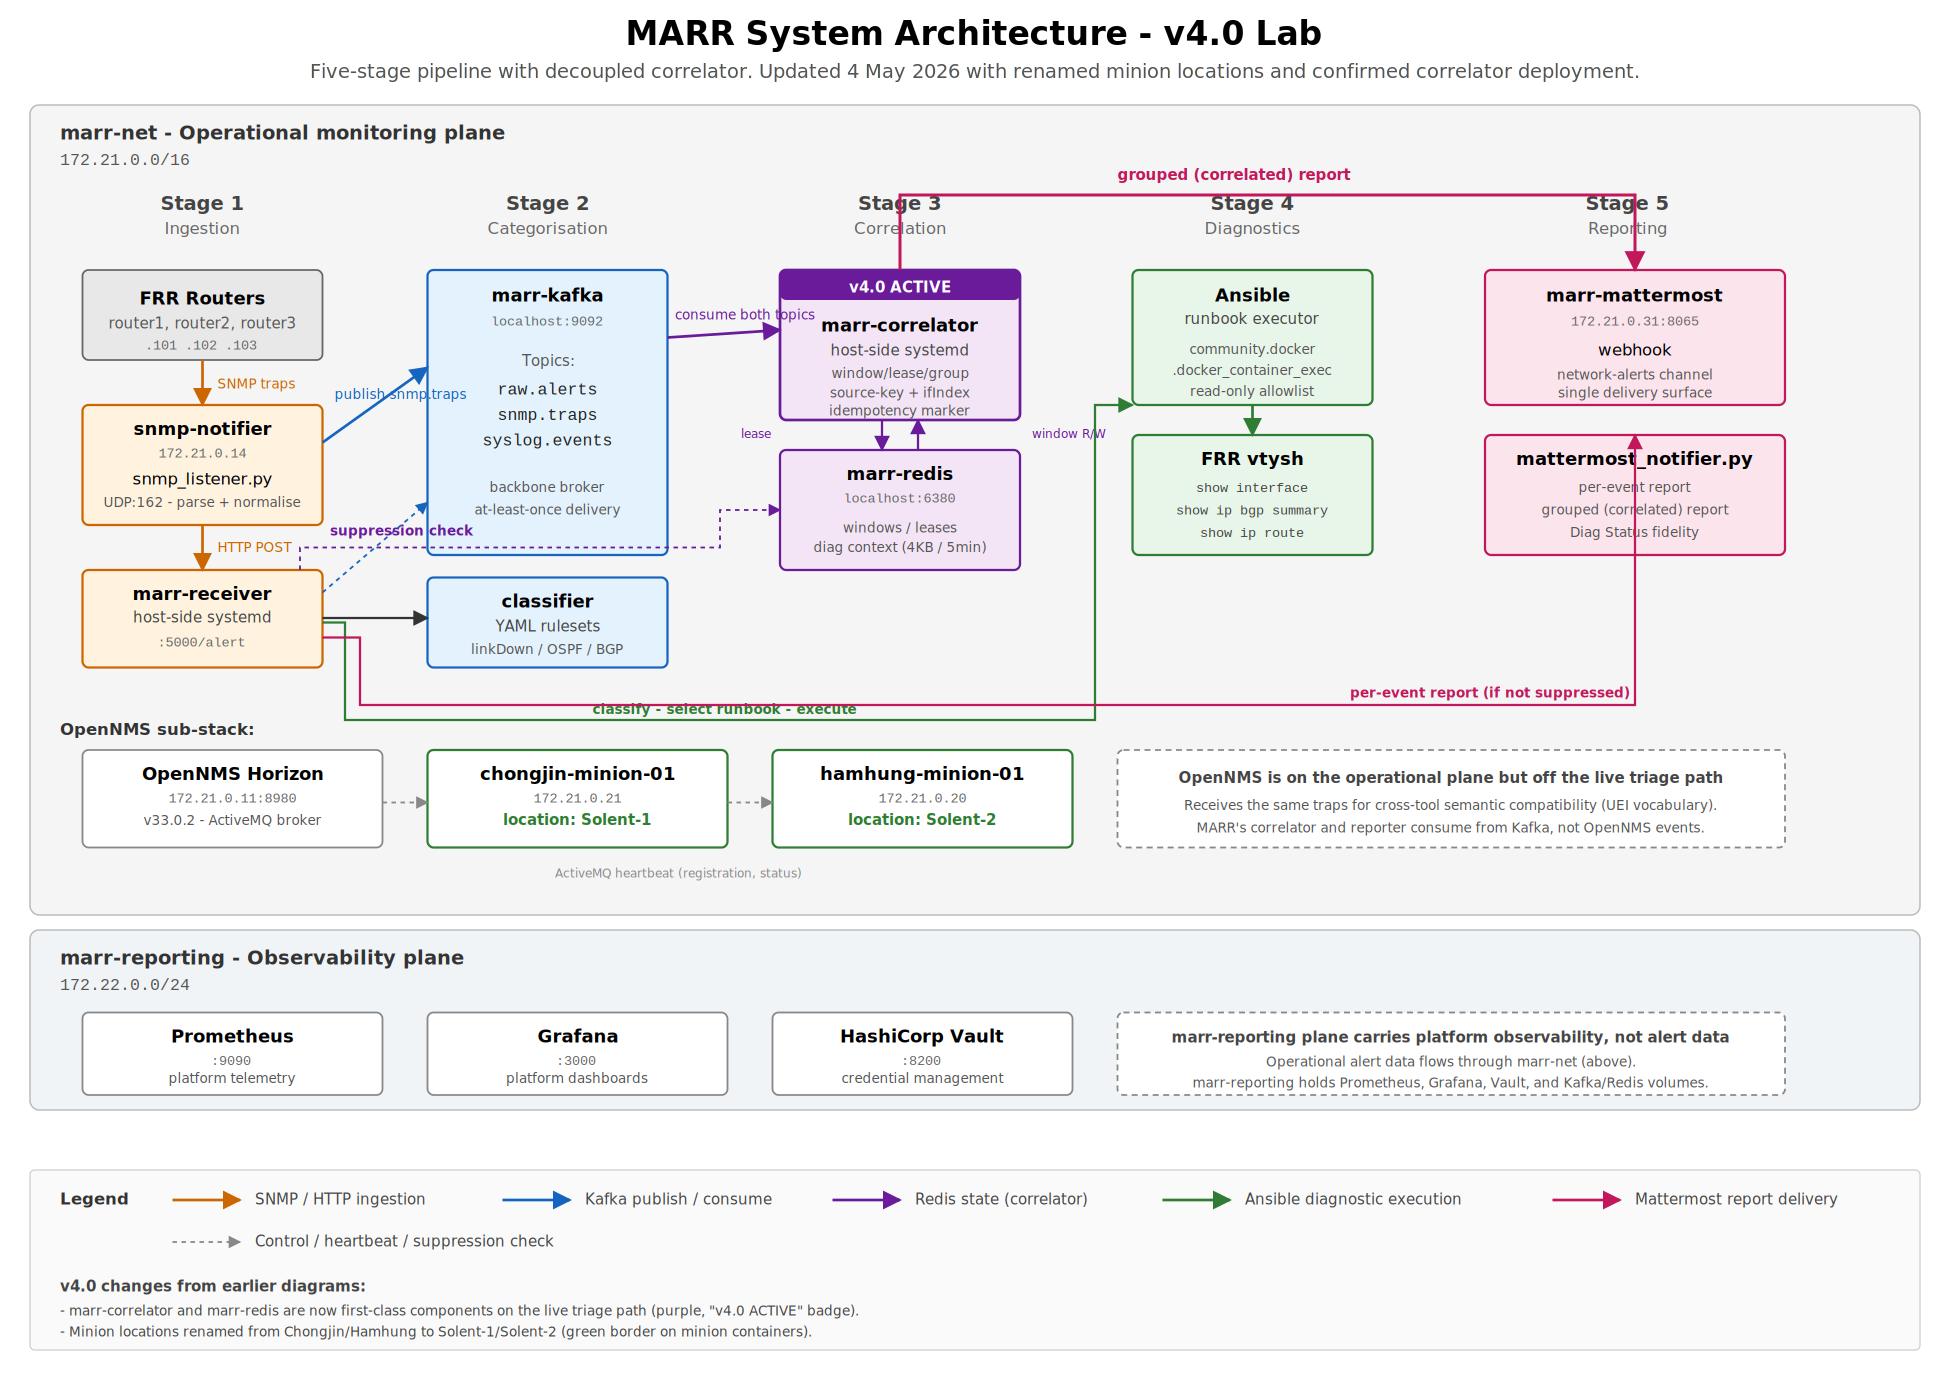 MARR System Architecture - v4.0 Lab
Five-stage pipeline with decoupled correlator. Updated 4 May 2026 with renamed minion locations and confirmed correlator deployment.
marr-net - Operational monitoring plane
172.21.0.0/16
grouped (correlated) report
Stage 1
Ingestion
Stage 2
Categorisation
Stage 3
Correlation
Stage 4
Diagnostics
Stage 5
Reporting
FRR Routers
router1, router2, router3
.101 .102 .103
SNMP traps
snmp-notifier
172.21.0.14
snmp_listener.py
UDP:162 - parse + normalise
HTTP POST
marr-receiver
host-side systemd
:5000/alert
publish snmp.traps
suppression check
marr-kafka
localhost:9092
Topics:
raw.alerts
snmp.traps
syslog.events
backbone broker
at-least-once delivery
classifier
YAML rulesets
linkDown / OSPF / BGP
consume both topics
v4.0 ACTIVE
marr-correlator
host-side systemd
window/lease/group
source-key + ifIndex
idempotency marker
lease
window R/W
marr-redis
localhost:6380
windows / leases
diag context (4KB / 5min)
Ansible
runbook executor
community.docker
.docker_container_exec
read-only allowlist
FRR vtysh
show interface
show ip bgp summary
show ip route
marr-mattermost
172.21.0.31:8065
webhook
network-alerts channel
single delivery surface
mattermost_notifier.py
per-event report
grouped (correlated) report
Diag Status fidelity
per-event report (if not suppressed)
classify - select runbook - execute
OpenNMS sub-stack:
OpenNMS Horizon
172.21.0.11:8980
v33.0.2 - ActiveMQ broker
chongjin-minion-01
172.21.0.21
location: Solent-1
hamhung-minion-01
172.21.0.20
location: Solent-2
OpenNMS is on the operational plane but off the live triage path
Receives the same traps for cross-tool semantic compatibility (UEI vocabulary).
MARR's correlator and reporter consume from Kafka, not OpenNMS events.
ActiveMQ heartbeat (registration, status)
marr-reporting - Observability plane
172.22.0.0/24
Prometheus
:9090
platform telemetry
Grafana
:3000
platform dashboards
HashiCorp Vault
:8200
credential management
marr-reporting plane carries platform observability, not alert data
Operational alert data flows through marr-net (above).
marr-reporting holds Prometheus, Grafana, Vault, and Kafka/Redis volumes.
Legend
SNMP / HTTP ingestion
Kafka publish / consume
Redis state (correlator)
Ansible diagnostic execution
Mattermost report delivery
Control / heartbeat / suppression check
v4.0 changes from earlier diagrams:
- marr-correlator and marr-redis are now first-class components on the live triage path (purple, "v4.0 ACTIVE" badge).
- Minion locations renamed from Chongjin/Hamhung to Solent-1/Solent-2 (green border on minion containers).